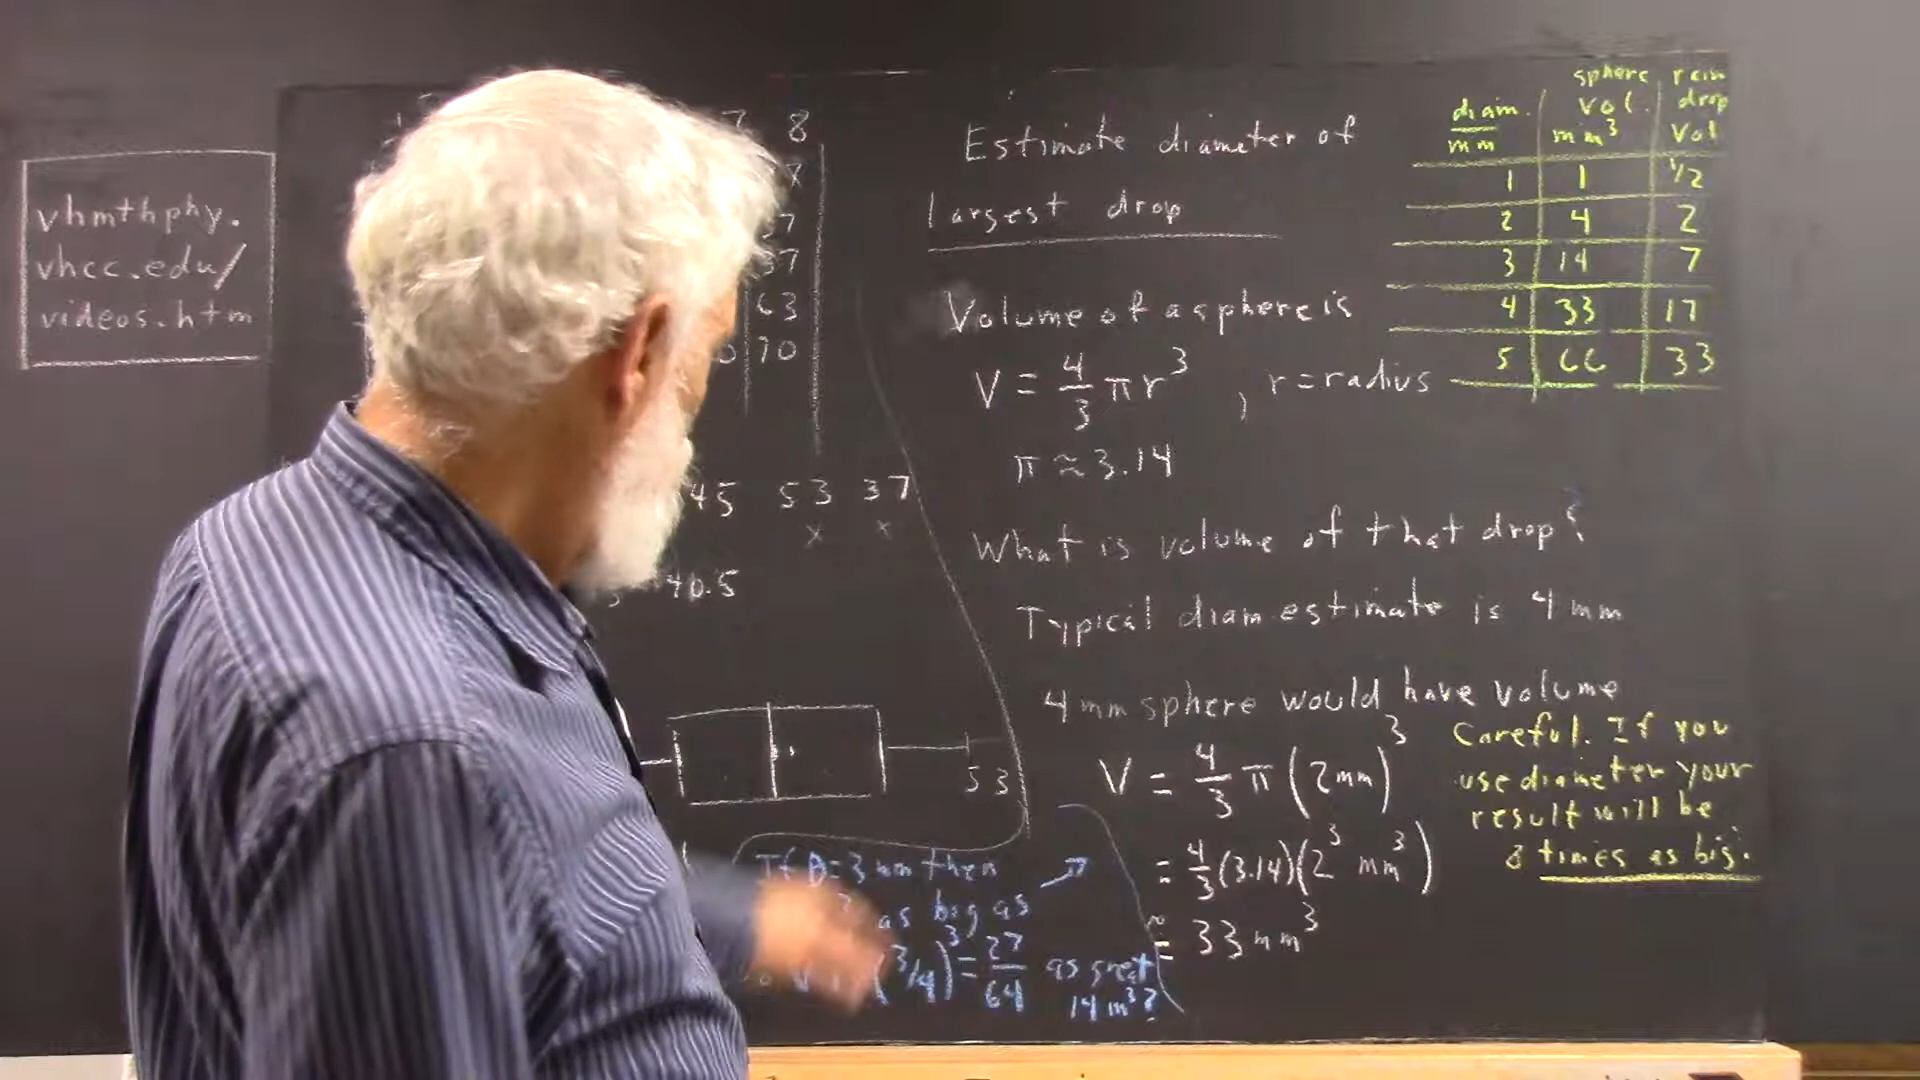 vhmthphy.
vhcc.edu/
videos.htm
7 8
x
37
63
70
45 53 37
x x
40.5
53
If D=3 mm then
as big as
(3/4)³ = 27/64 as great
14 m³?
Estimate diameter of
largest drop
Volume of a sphere is
V = 4/3 πr³ , r = radius
π ≈ 3.14
What is volume of that drop?
Typical diam estimate is 4 mm
4 mm sphere would have volume
V = 4/3 π (2mm)³
= 4/3 (3.14)(2³ mm³)
≈ 33 mm³
diam. mm | sphere vol. mm³ | rain drop vol
1 | 1 | 1/2
2 | 4 | 2
3 | 14 | 7
4 | 33 | 17
5 | 66 | 33
Careful. If you
use diameter your
result will be
8 times as big.